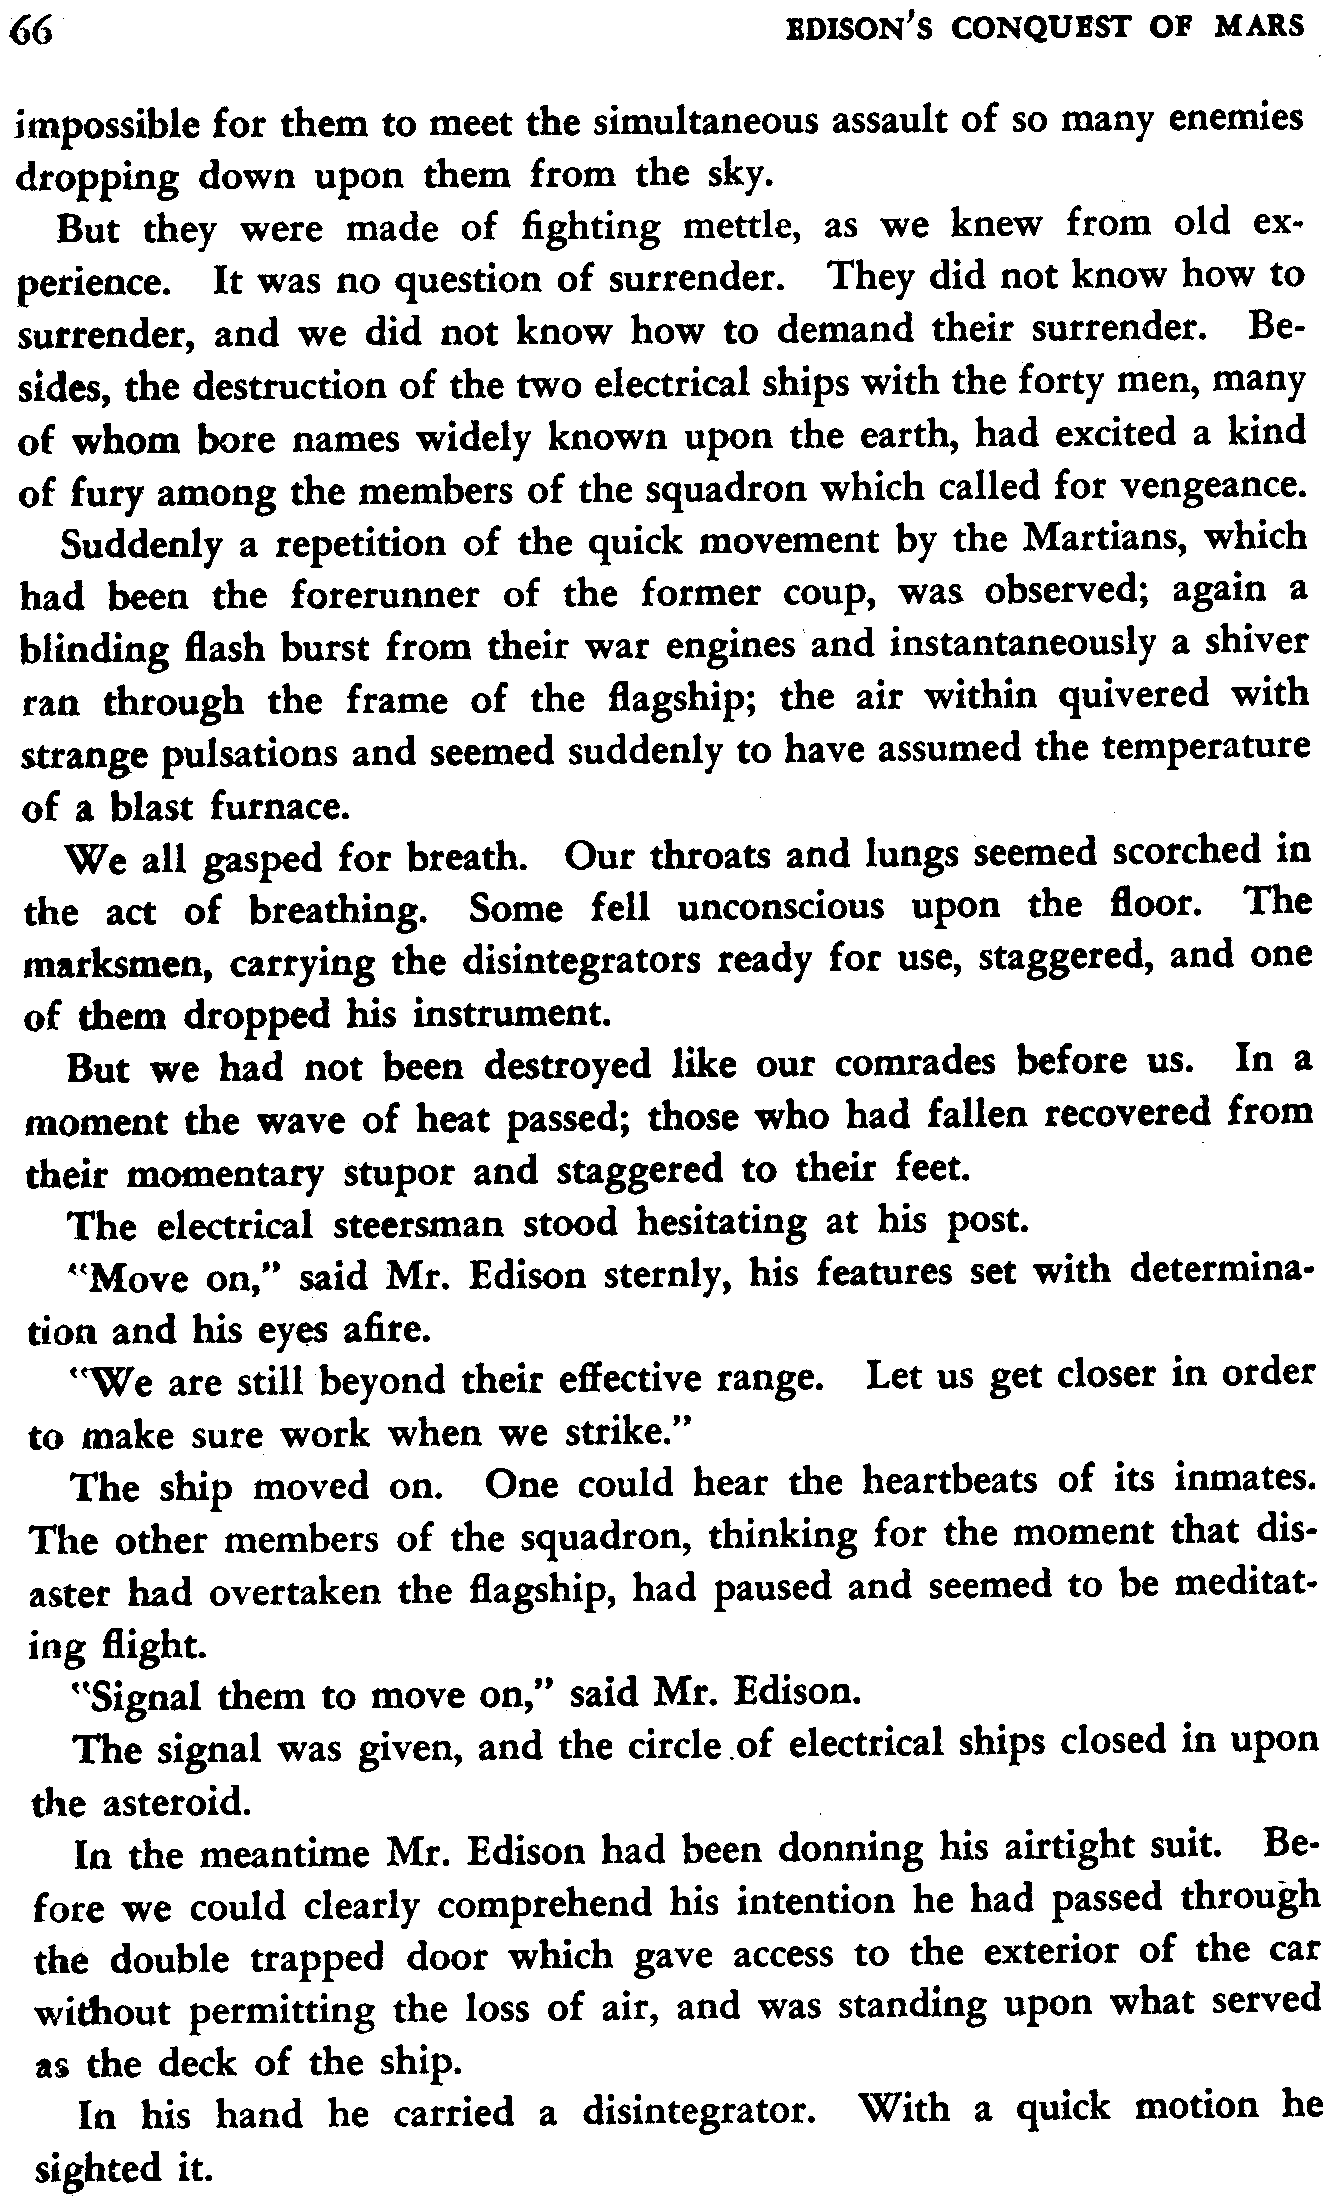 66 EDISON'S CONQUEST OF MARS
impossible for them to meet the simultaneous assault of so many enemies
dropping down upon them from the sky.
But they were made of fighting mettle, as we knew from old ex-
perience. It was no question of surrender. They did not know how to
surrender, and we did not know how to demand their surrender. Be-
sides, the destruction of the two electrical ships with the forty men, many
of whom bore names widely known upon the earth, had excited a kind
of fury among the members of the squadron which called for vengeance.
Suddenly a repetition of the quick movement by the Martians, which
had been the forerunner of the former coup, was observed; again a
blinding flash burst from their war engines and instantaneously a shiver
ran through the frame of the flagship; the air within quivered with
strange pulsations and seemed suddenly to have assumed the temperature
of a blast furnace.
We all gasped for breath. Our throats and lungs seemed scorched in
the act of breathing. Some fell unconscious upon the floor. The
marksmen, carrying the disintegrators ready for use, staggered, and one
of them dropped his instrument.
But we had not been destroyed like our comrades before us. In a
moment the wave of heat passed; those who had fallen recovered from
their momentary stupor and staggered to their feet.
The electrical steersman stood hesitating at his post.
"Move on," said Mr. Edison sternly, his features set with determina-
tion and his eyes afire.
"We are still beyond their effective range. Let us get closer in order
to make sure work when we strike."
The ship moved on. One could hear the heartbeats of its inmates.
The other members of the squadron, thinking for the moment that dis-
aster had overtaken the flagship, had paused and seemed to be meditat-
ing flight.
"Signal them to move on," said Mr. Edison.
The signal was given, and the circle of electrical ships closed in upon
the asteroid.
In the meantime Mr. Edison had been donning his airtight suit. Be-
fore we could clearly comprehend his intention he had passed through
the double trapped door which gave access to the exterior of the car
without permitting the loss of air, and was standing upon what served
as the deck of the ship.
In his hand he carried a disintegrator. With a quick motion he
sighted it.